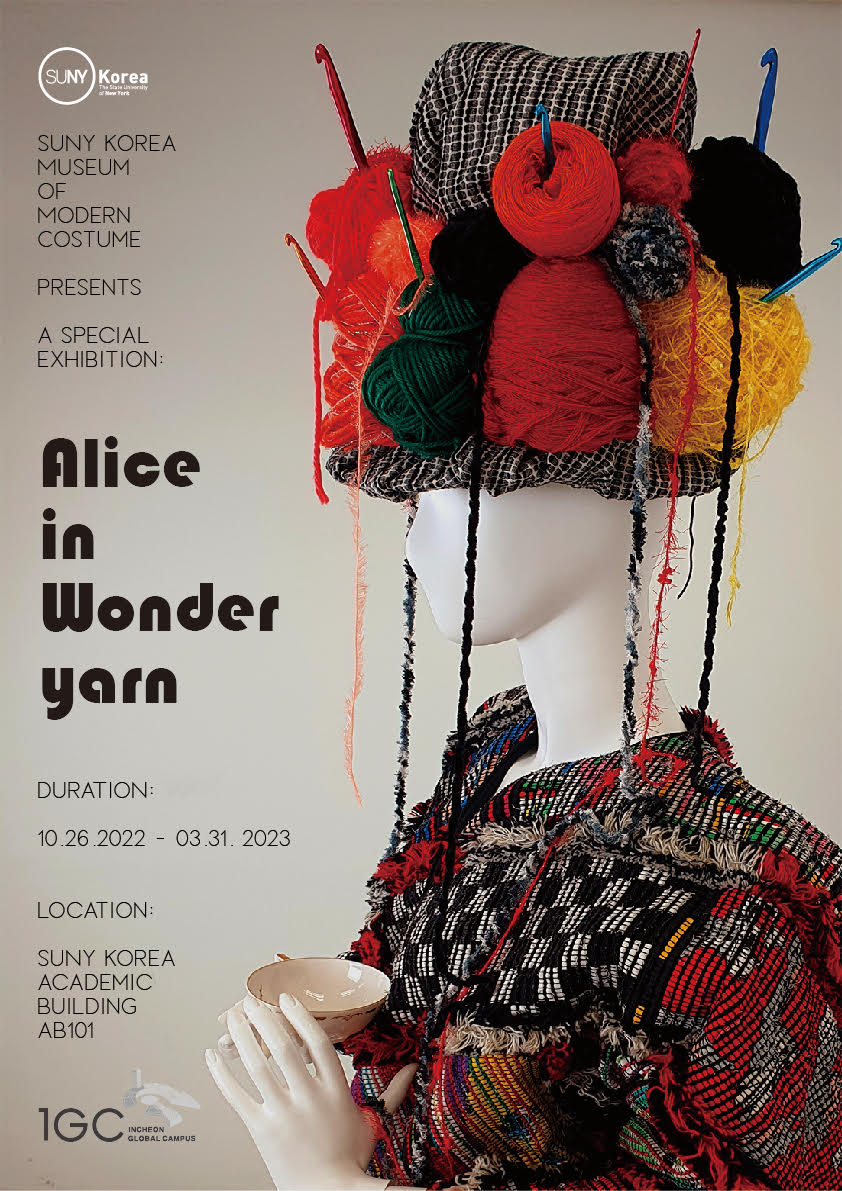 SUNY Korea
The State University
of New York
SUNY KOREA
MUSEUM
OF
MODERN
COSTUME
PRESENTS
A SPECIAL
EXHIBITION:
Alice
in
Wonder
yarn
DURATION:
10.26.2022 - 03.31. 2023
LOCATION:
SUNY KOREA
ACADEMIC
BUILDING
AB101
1GC INCHEON
GLOBAL CAMPUS